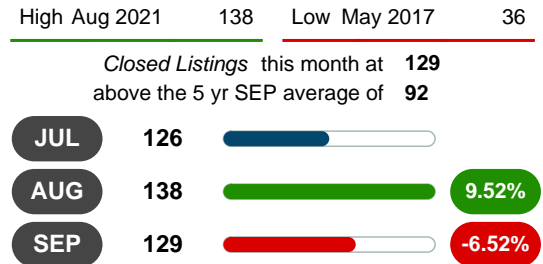 High Aug 2021 138 Low May 2017 36
Closed Listings this month at 129
above the 5 yr SEP average of 92
JUL 126
AUG 138 9.52%
SEP 129 -6.52%